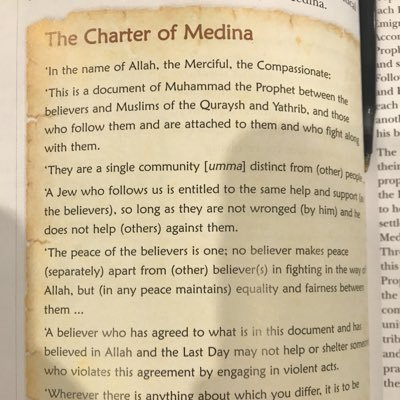 edina.
The Charter of Medina
'In the name of Allah, the Merciful, the Compassionate:
'This is a document of Muhammad the Prophet between the
believers and Muslims of the Quraysh and Yathrib, and those
who follow them and are attached to them and who fight along
with them.
'They are a single community [umma] distinct from (other) people.
'A Jew who follows us is entitled to the same help and support (as
the believers), so long as they are not wronged (by him) and he
does not help (others) against them.
'The peace of the believers is one; no believer makes peace
(separately) apart from (other) believer(s) in fighting in the way of
Allah, but (in any peace maintains) equality and fairness between
them ...
'A believer who has agreed to what is in this document and has
believed in Allah and the Last Day may not help or shelter someone
who violates this agreement by engaging in violent acts.
'Wherever there is anything about which you differ, it is to be